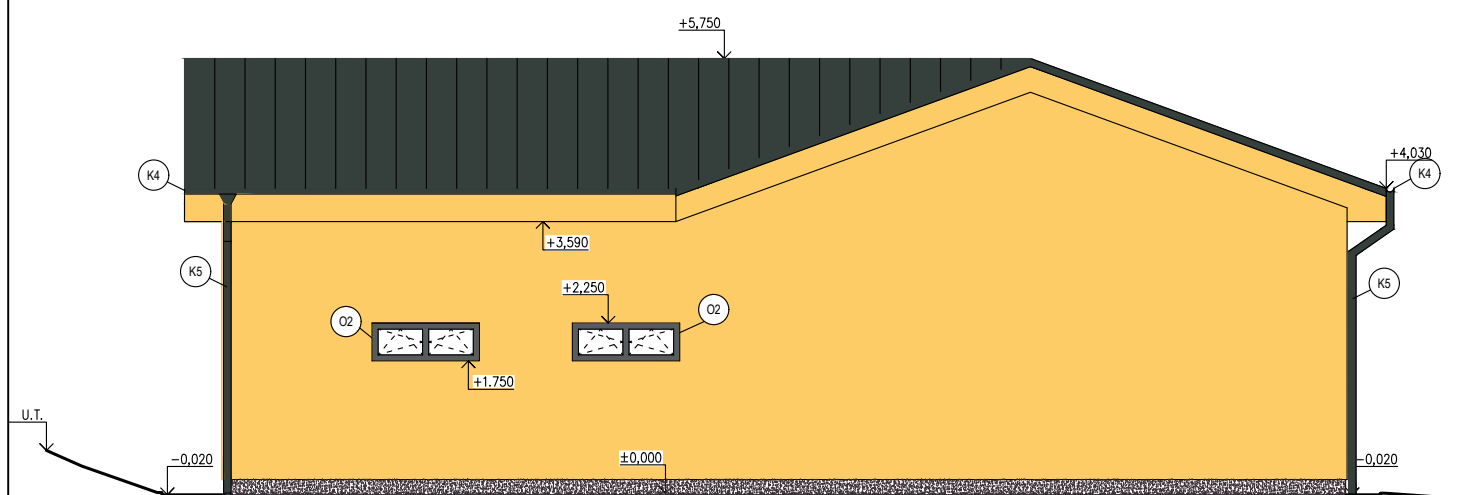 +5,750
+4,030
K4
K4
+3,590
K5
K5
+2,250
O2
O2
+1.750
U.T.
-0,020
±0,000
-0,020